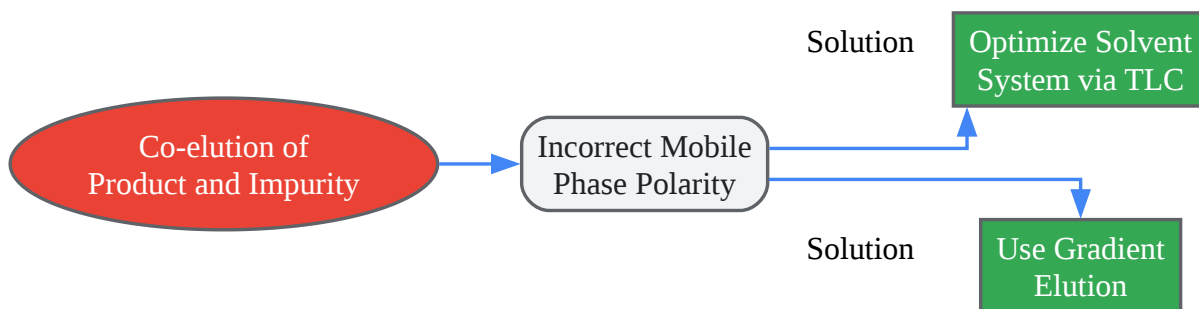 Co-elution of
Product and Impurity
Incorrect Mobile
Phase Polarity
Solution
Optimize Solvent
System via TLC
Solution
Use Gradient
Elution